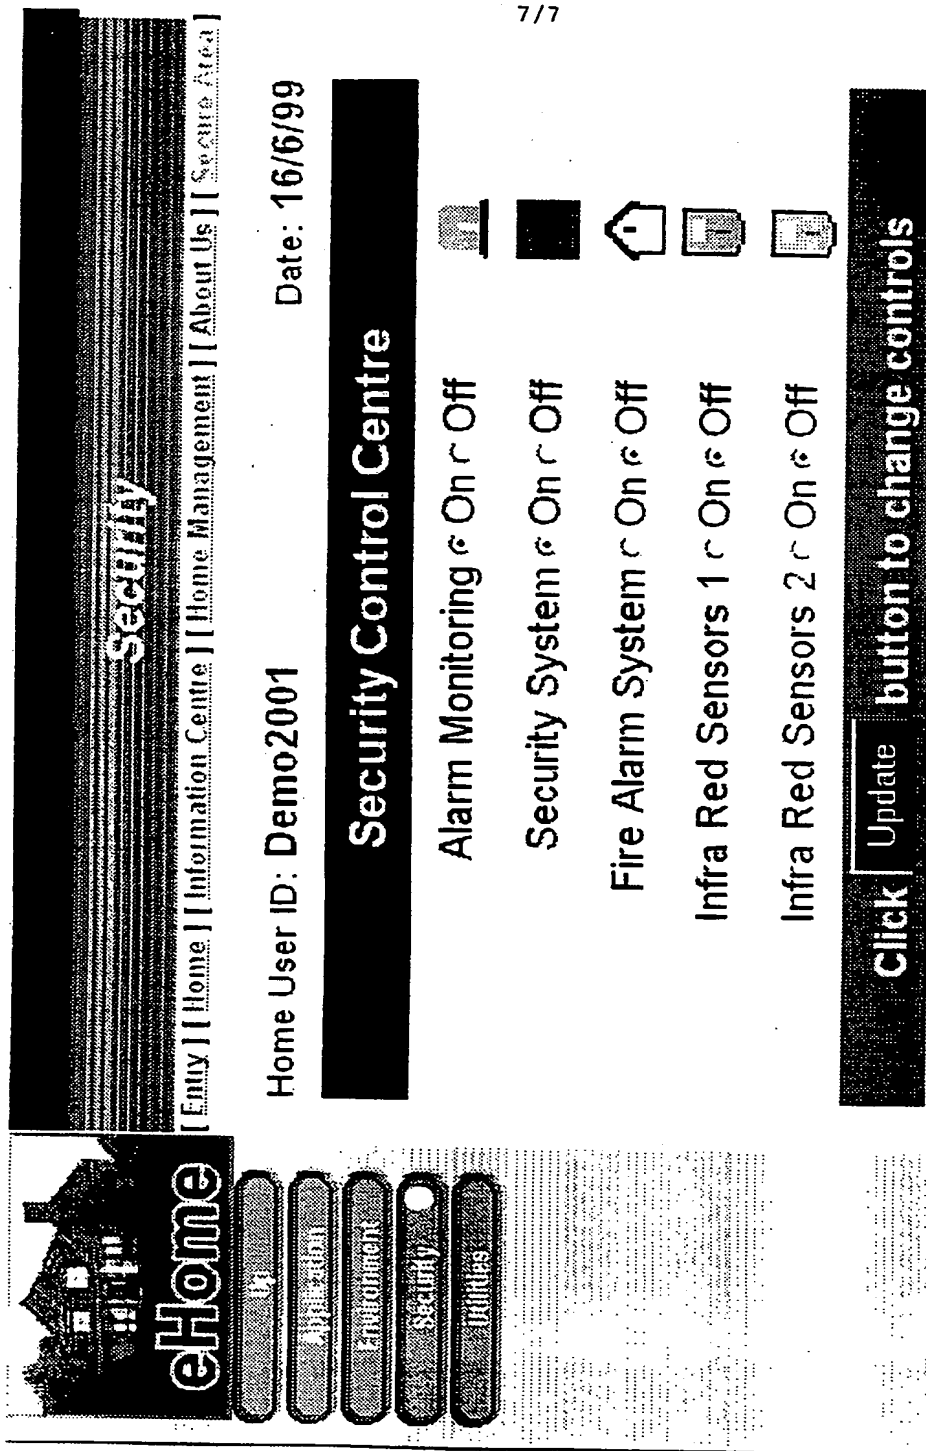 7/7
Security
[ Entry ] [ Home ] [ Information Centre ] [ Home Management ] [ About Us ] [ Secure Area ]
eHome
Up
Application
Environment
Security
Utilities
Home User ID: Demo2001 Date: 16/6/99
Security Control Centre
Alarm Monitoring On Off
Security System On Off
Fire Alarm System On Off
Infra Red Sensors 1 On Off
Infra Red Sensors 2 On Off
Click Update button to change controls